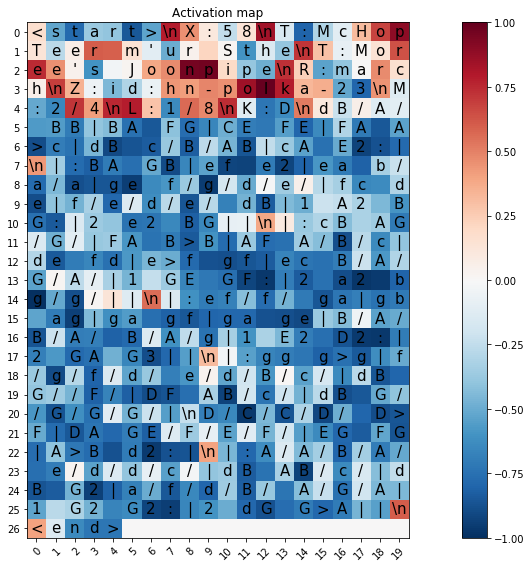 Activation map
0 < s t a r t > \n X : 5 8 \n T : M c H o p
1 T e e r m ' u r S t h e \n T : M o r
2 e e ' s J o o n p i p e \n R : m a r c
3 h \n Z : i d : h n - p o l k a - 2 3 \n M
4 : 2 / 4 \n L : 1 / 8 \n K : D \n d B / A /
5 B B | B A F G | C E F E | F A A
6 > c | d B c / B / A B | c A E 2 : |
7 \n | : B A G B | e f e 2 | e a b /
8 a / a | g e f / g / d / e / | f c d
9 e | f / e / d / e / d B | 1 A 2 B
10 G : | 2 e 2 B G | | \n | : c B A G
11 / G / | F A B > B | A F A / B / c |
12 d e f d | e > f g f | e c B / A /
13 G / A / | 1 G E G F : | 2 a 2 b
14 g / g / | | \n | : e f / f / g a | g b
15 a g | g a g f | g a g e | B / A /
16 B / A / B / A / g | 1 E 2 D 2 : |
17 2 G A G 3 | | \n | : g g g > g | f
18 / g / f / d / e / d / B / c / | d B
19 G / / F / | D F A B / c / | d B G /
20 / G / G / G / | \n D / C / C / D / D >
21 F | D A G E / F / E / F / | E G F G
22 | A > B d 2 : | \n | : A / A / B / A /
23 e / d / d / c / | d B A B / c / | d
24 B G 2 | a / f / d / B / A / G / A |
25 1 G 2 G 2 : | 2 d G G > A | | \n
26 < e n d >
0 1 2 3 4 5 6 7 8 9 10 11 12 13 14 15 16 17 18 19
1.00
0.75
0.50
0.25
0.00
−0.25
−0.50
−0.75
−1.00